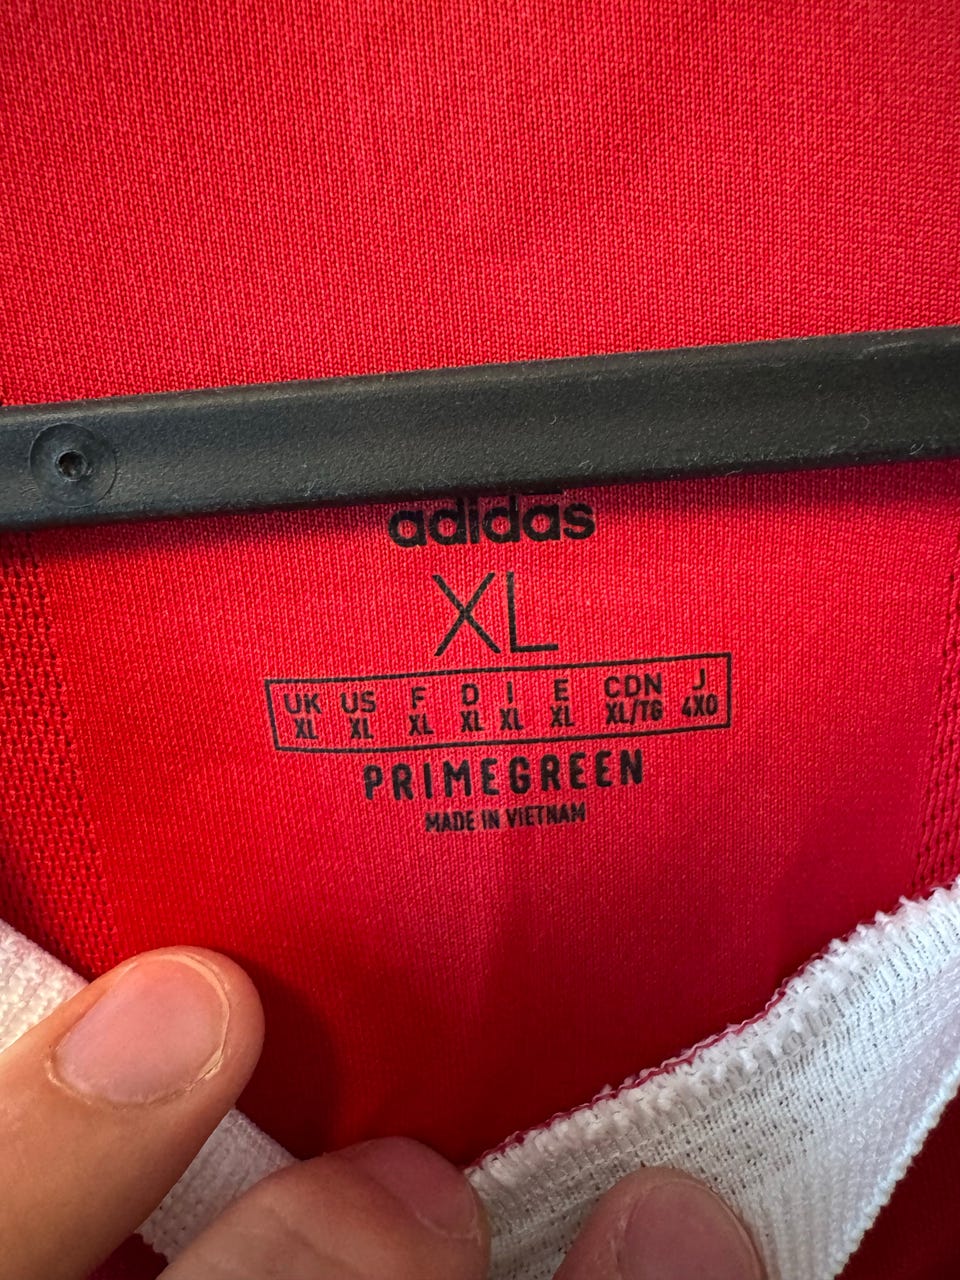 adidas
XL
UK US F D I E CDN J
XL XL XL XL XL XL XL/TG 4XO
PRIMEGREEN
MADE IN VIETNAM